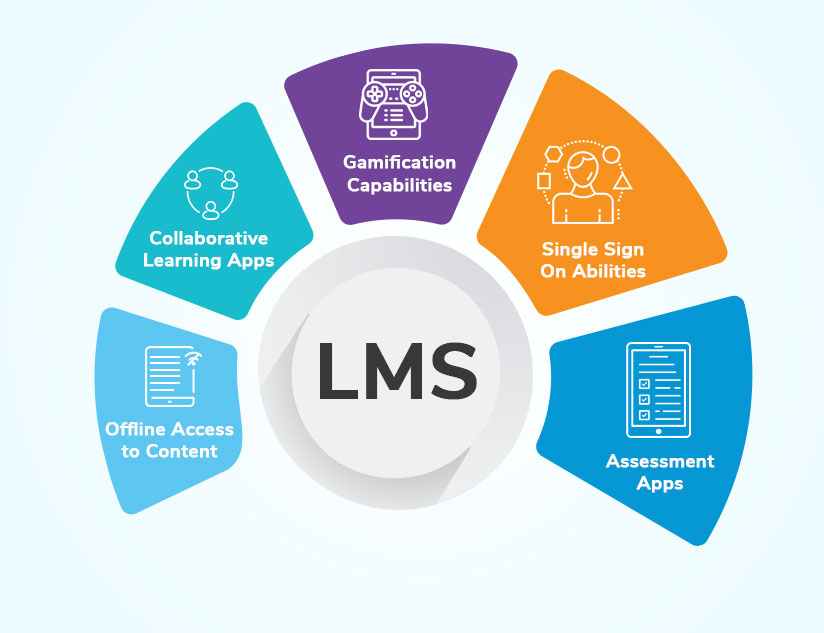 Gamification
Capabilities
Collaborative
Learning Apps
Single Sign
On Abilities
LMS
Offline Access
to Content
Assessment
Apps